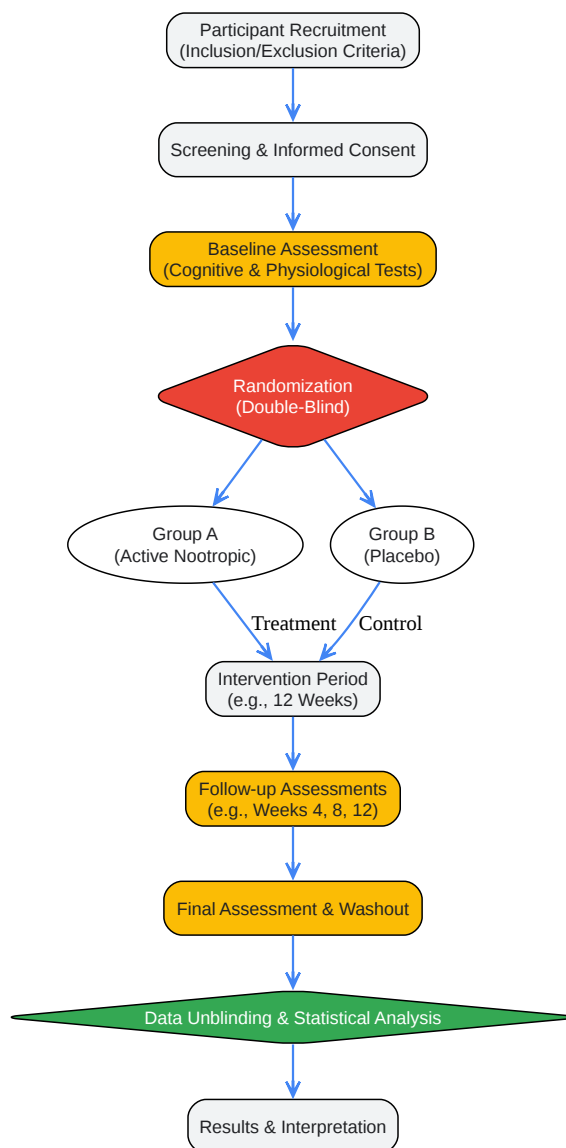 Participant Recruitment
(Inclusion/Exclusion Criteria)
Screening & Informed Consent
Baseline Assessment
(Cognitive & Physiological Tests)
Randomization
(Double-Blind)
Group A
(Active Nootropic)
Group B
(Placebo)
Treatment
Control
Intervention Period
(e.g., 12 Weeks)
Follow-up Assessments
(e.g., Weeks 4, 8, 12)
Final Assessment & Washout
Data Unblinding & Statistical Analysis
Results & Interpretation